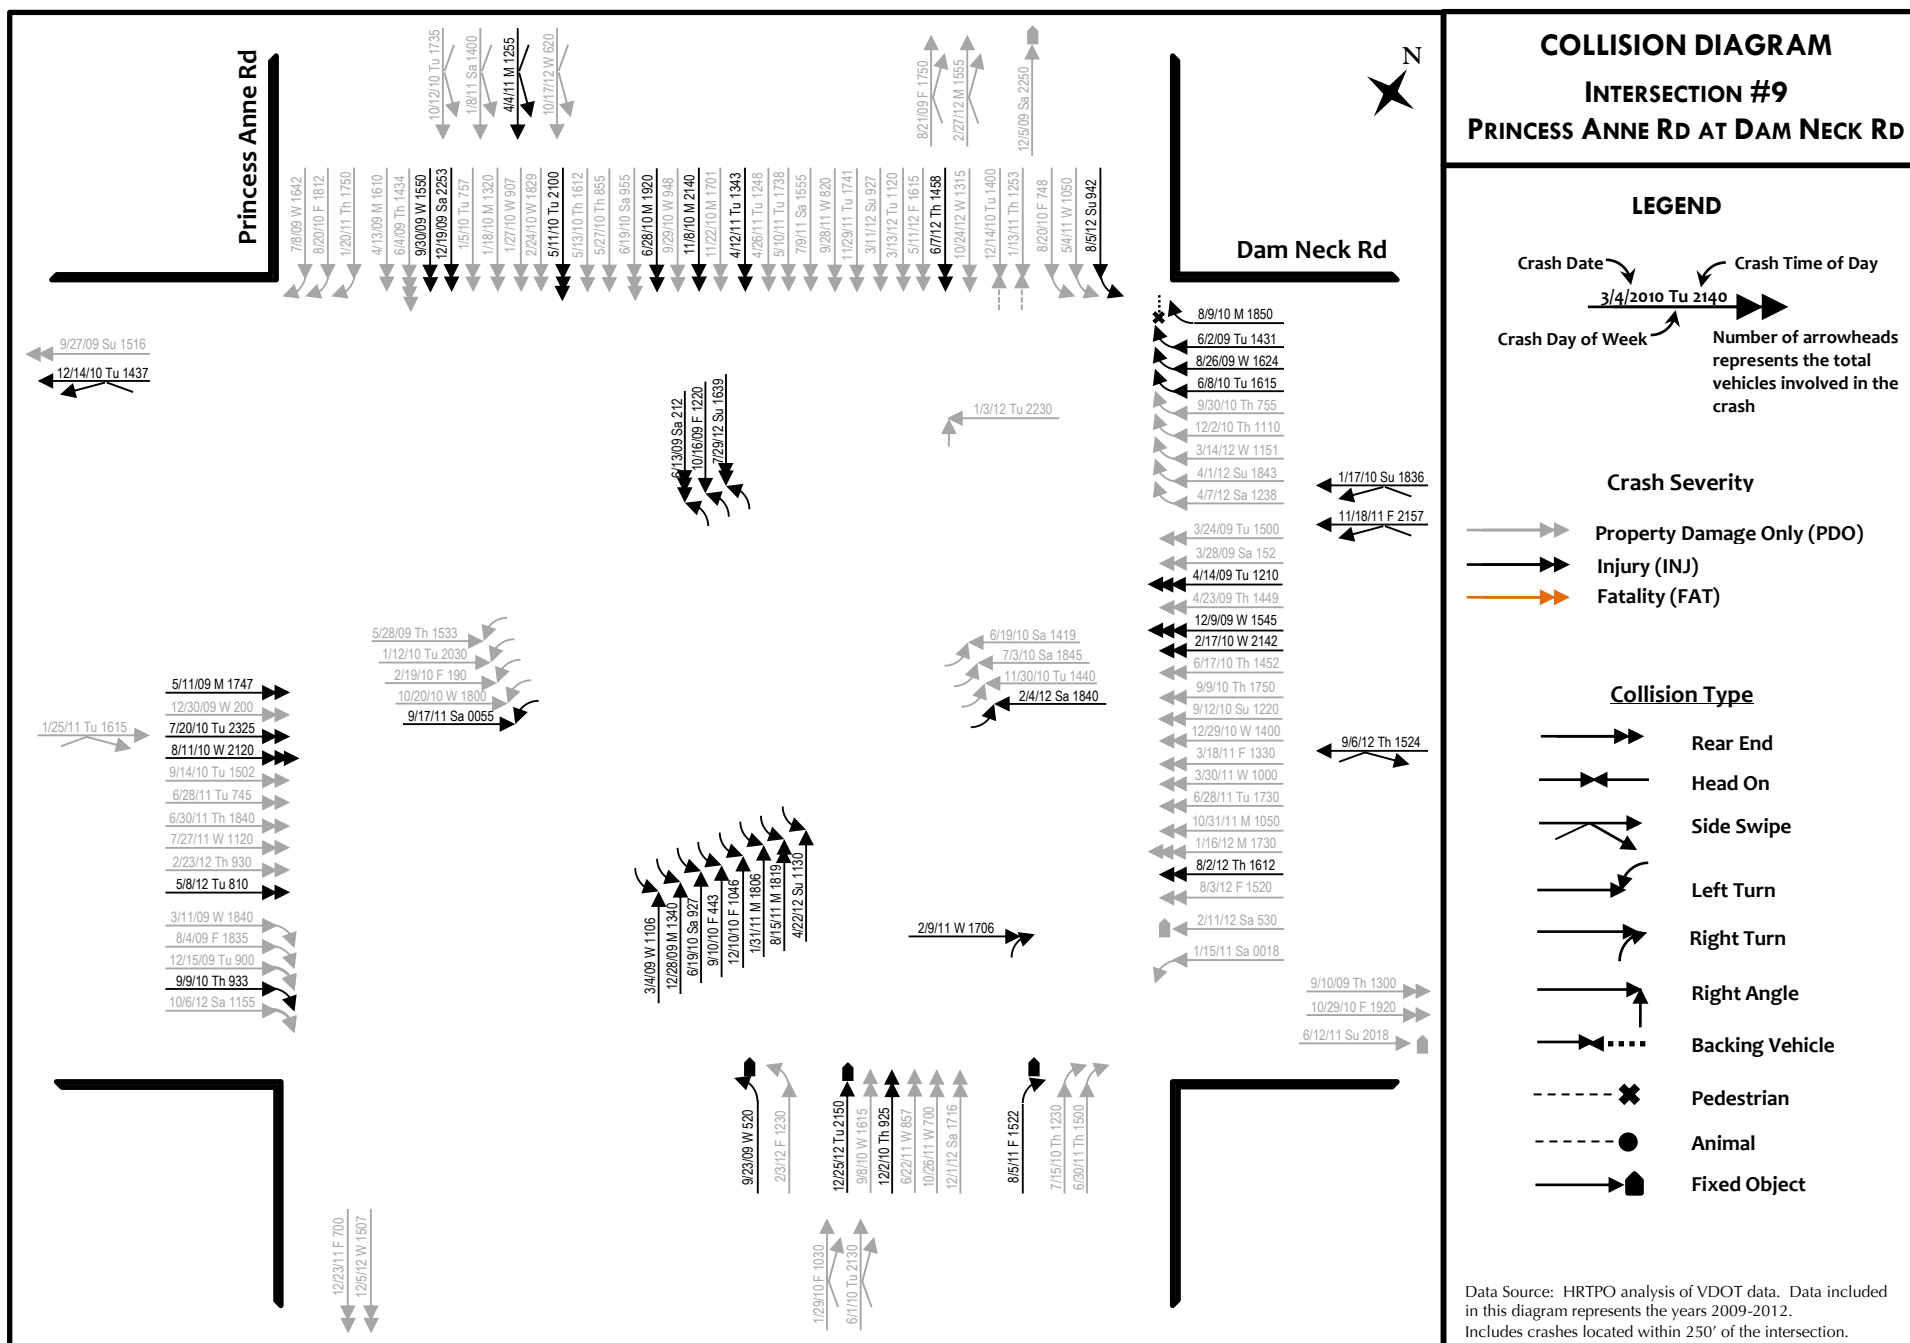 COLLISION DIAGRAM
INTERSECTION #9
PRINCESS ANNE RD AT DAM NECK RD
N
Princess Anne Rd
Dam Neck Rd
10/12/10 Tu 1735
1/8/11 Sa 1400
4/4/11 M 1255
10/17/12 W 620
8/21/09 F 1750
2/27/12 M 1555
12/5/09 Sa 2250
7/8/09 W 1642
8/20/10 F 1812
1/20/11 Th 1750
4/13/09 M 1610
6/4/09 Th 1434
9/30/09 W 1550
12/19/09 Sa 2253
1/5/10 Tu 757
1/18/10 M 1320
1/27/10 W 907
2/24/10 W 1829
5/11/10 Tu 2100
5/13/10 Th 1612
5/27/10 Th 855
6/19/10 Sa 955
6/28/10 M 1920
9/29/10 W 948
11/8/10 M 2140
11/22/10 M 1701
4/12/11 Tu 1343
4/26/11 Tu 1248
5/10/11 Tu 1738
7/9/11 Sa 1555
9/28/11 W 820
11/29/11 Tu 1741
3/11/12 Su 927
3/13/12 Tu 1120
5/11/12 F 1615
6/7/12 Th 1458
10/24/12 W 1315
12/14/10 Tu 1400
1/13/11 Th 1253
8/20/10 F 748
5/4/11 W 1050
8/5/12 Su 942
9/27/09 Su 1516
12/14/10 Tu 1437
6/13/09 Sa 212
10/16/09 F 1220
7/29/12 Su 1639
1/3/12 Tu 2230
8/9/10 M 1850
6/2/09 Tu 1431
8/26/09 W 1624
6/8/10 Tu 1615
9/30/10 Th 755
12/2/10 Th 1110
3/14/12 W 1151
4/1/12 Su 1843
4/7/12 Sa 1238
3/24/09 Tu 1500
3/28/09 Sa 152
4/14/09 Tu 1210
4/23/09 Th 1449
12/9/09 W 1545
2/17/10 W 2142
6/17/10 Th 1452
9/9/10 Th 1750
9/12/10 Su 1220
12/29/10 W 1400
3/18/11 F 1330
3/30/11 W 1000
6/28/11 Tu 1730
10/31/11 M 1050
1/16/12 M 1730
8/2/12 Th 1612
8/3/12 F 1520
2/11/12 Sa 530
1/15/11 Sa 0018
1/17/10 Su 1836
11/18/11 F 2157
9/6/12 Th 1524
9/10/09 Th 1300
10/29/10 F 1920
6/12/11 Su 2018
5/28/09 Th 1533
1/12/10 Tu 2030
2/19/10 F 190
10/20/10 W 1800
9/17/11 Sa 0055
6/19/10 Sa 1419
7/3/10 Sa 1845
11/30/10 Tu 1440
2/4/12 Sa 1840
1/25/11 Tu 1615
5/11/09 M 1747
12/30/09 W 200
7/20/10 Tu 2325
8/11/10 W 2120
9/14/10 Tu 1502
6/28/11 Tu 745
6/30/11 Th 1840
7/27/11 W 1120
2/23/12 Th 930
5/8/12 Tu 810
3/11/09 W 1840
8/4/09 F 1835
12/15/09 Tu 900
9/9/10 Th 933
10/6/12 Sa 1155
3/4/09 W 1106
12/28/09 M 1340
6/19/10 Sa 927
9/10/10 F 443
12/10/10 F 1046
1/31/11 M 1806
8/15/11 M 1819
4/22/12 Su 1130
2/9/11 W 1706
9/23/09 W 520
2/3/12 F 1230
12/25/12 Tu 2150
9/8/10 W 1615
12/2/10 Th 925
6/22/11 W 857
10/26/11 W 700
12/1/12 Sa 1716
8/5/11 F 1522
7/15/10 Th 1230
6/30/11 Th 1500
12/23/11 F 700
12/5/12 W 1507
1/29/10 F 1030
6/1/10 Tu 2130
LEGEND
Crash Date
Crash Time of Day
3/4/2010 Tu 2140
Crash Day of Week
Number of arrowheads
represents the total
vehicles involved in the
crash
Crash Severity
Property Damage Only (PDO)
Injury (INJ)
Fatality (FAT)
Collision Type
Rear End
Head On
Side Swipe
Left Turn
Right Turn
Right Angle
Backing Vehicle
Pedestrian
Animal
Fixed Object
Data Source: HRTPO analysis of VDOT data. Data included
in this diagram represents the years 2009-2012.
Includes crashes located within 250' of the intersection.